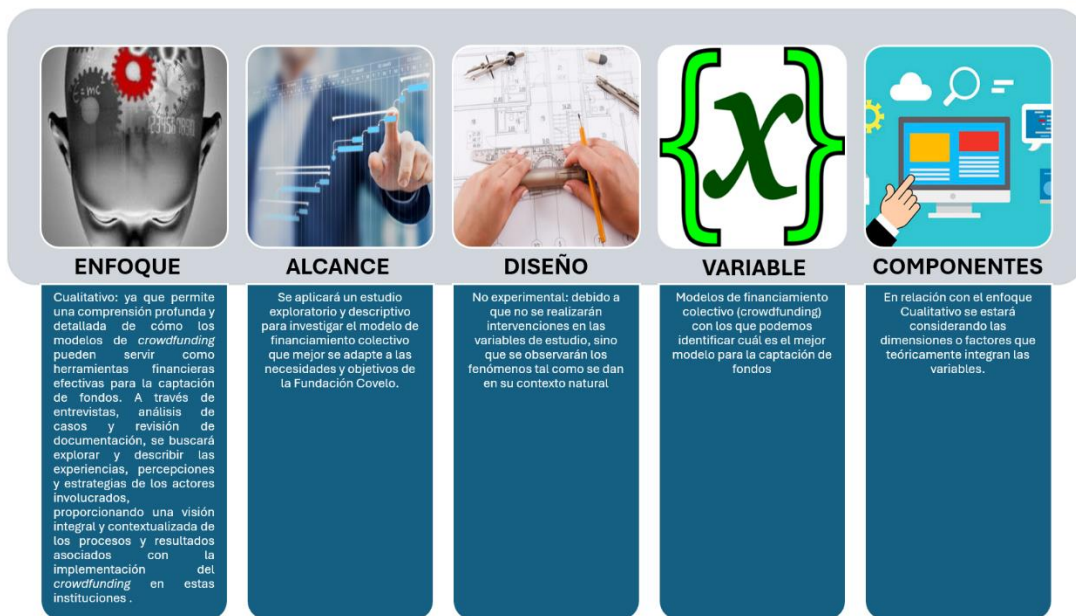 ENFOQUE
Cualitativo: ya que permite
una comprensión profunda y
detallada de cómo los
modelos de crowdfunding
pueden servir como
herramientas financieras
efectivas para la captación
de fondos. A través de
entrevistas, análisis de
casos y revisión de
documentación, se buscará
explorar y describir las
experiencias, percepciones
y estrategias de los actores
involucrados,
proporcionando una visión
integral y contextualizada de
los procesos y resultados
asociados con la
implementación del
crowdfunding en estas
instituciones .
ALCANCE
Se aplicará un estudio
exploratorio y descriptivo
para investigar el modelo de
financiamiento colectivo
que mejor se adapte a las
necesidades y objetivos de
la Fundación Covelo.
DISEÑO
No experimental: debido a
que no se realizarán
intervenciones en las
variables de estudio, sino
que se observarán los
fenómenos tal como se dan
en su contexto natural
{x}
VARIABLE
Modelos de financiamiento
colectivo (crowdfunding)
con los que podemos
identificar cuál es el mejor
modelo para la captación de
fondos
COMPONENTES
En relación con el enfoque
Cualitativo se estará
considerando las
dimensiones o factores que
teóricamente integran las
variables.